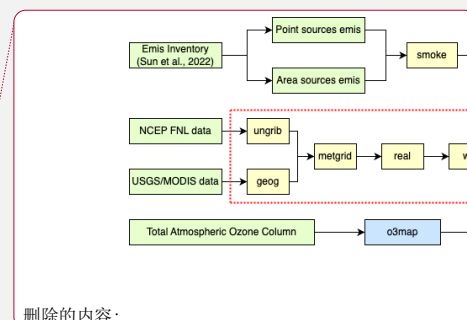 Emis Inventory
(Sun et al., 2022)
Point sources emis
Area sources emis
smoke
NCEP FNL data
ungrib
USGS/MODIS data
geog
metgrid
real
Total Atmospheric Ozone Column
o3map
删除的内容: